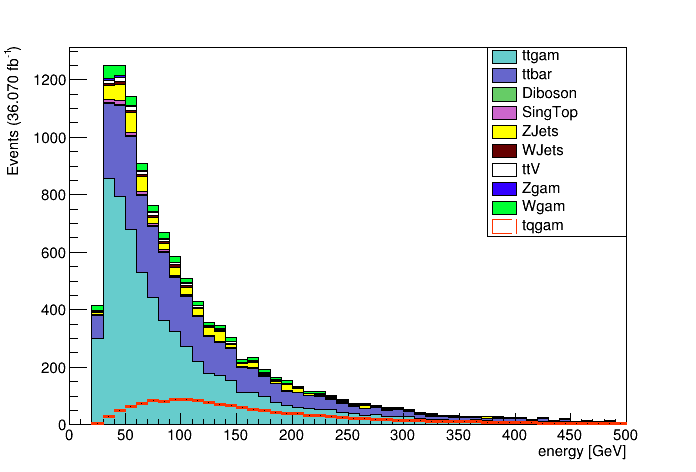 Events (36.070 fb⁻¹)
1200
1000
800
600
400
200
0
0 50 100 150 200 250 300 350 400 450 500
energy [GeV]
ttgam
ttbar
Diboson
SingTop
ZJets
WJets
ttV
Zgam
Wgam
tqgam